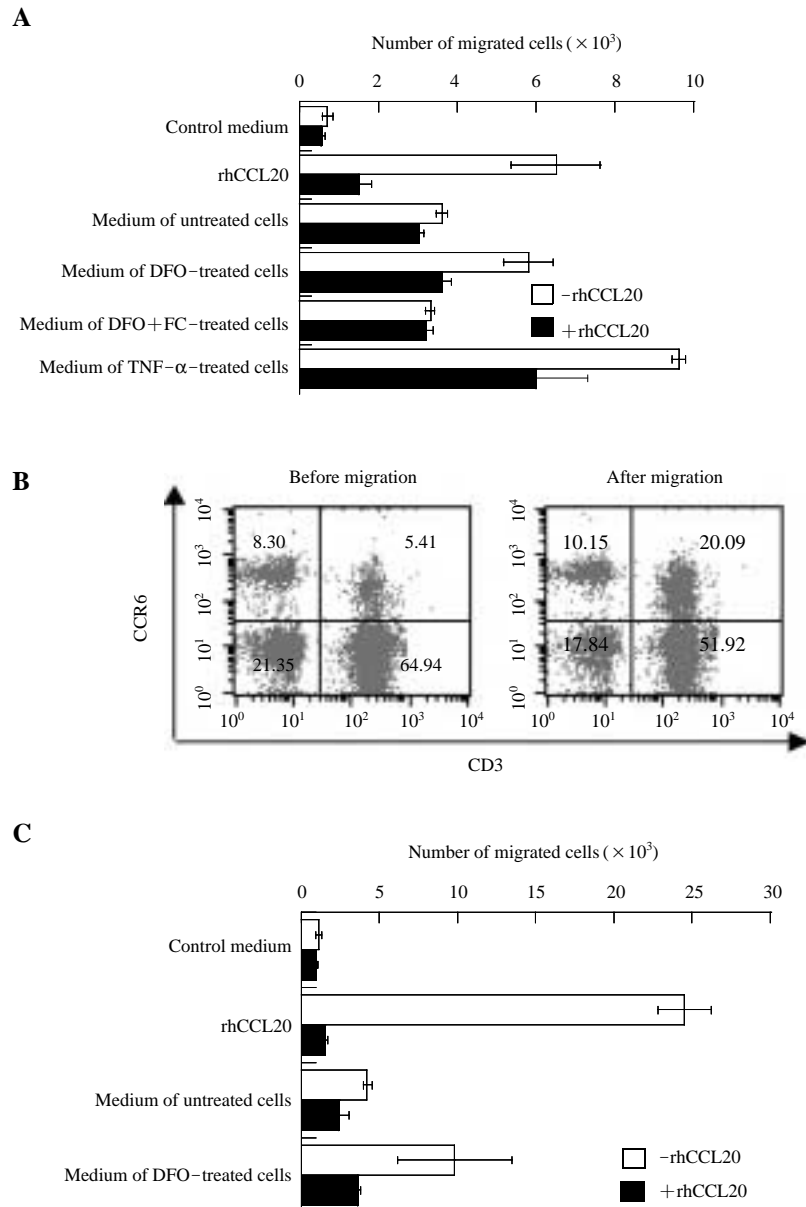 A
Number of migrated cells (×10³)
0 2 4 6 8 10
Control medium
rhCCL20
Medium of untreated cells
Medium of DFO-treated cells
Medium of DFO+FC-treated cells
Medium of TNF-α-treated cells
-rhCCL20
+rhCCL20
B
Before migration After migration
CCR6
10⁴ 10³ 10² 10¹ 10⁰
8.30 5.41
21.35 64.94
10⁰ 10¹ 10² 10³ 10⁴
10⁴ 10³ 10² 10¹ 10⁰
10.15 20.09
17.84 51.92
10⁰ 10¹ 10² 10³ 10⁴
CD3
C
Number of migrated cells (×10³)
0 5 10 15 20 25 30
Control medium
rhCCL20
Medium of untreated cells
Medium of DFO-treated cells
-rhCCL20
+rhCCL20